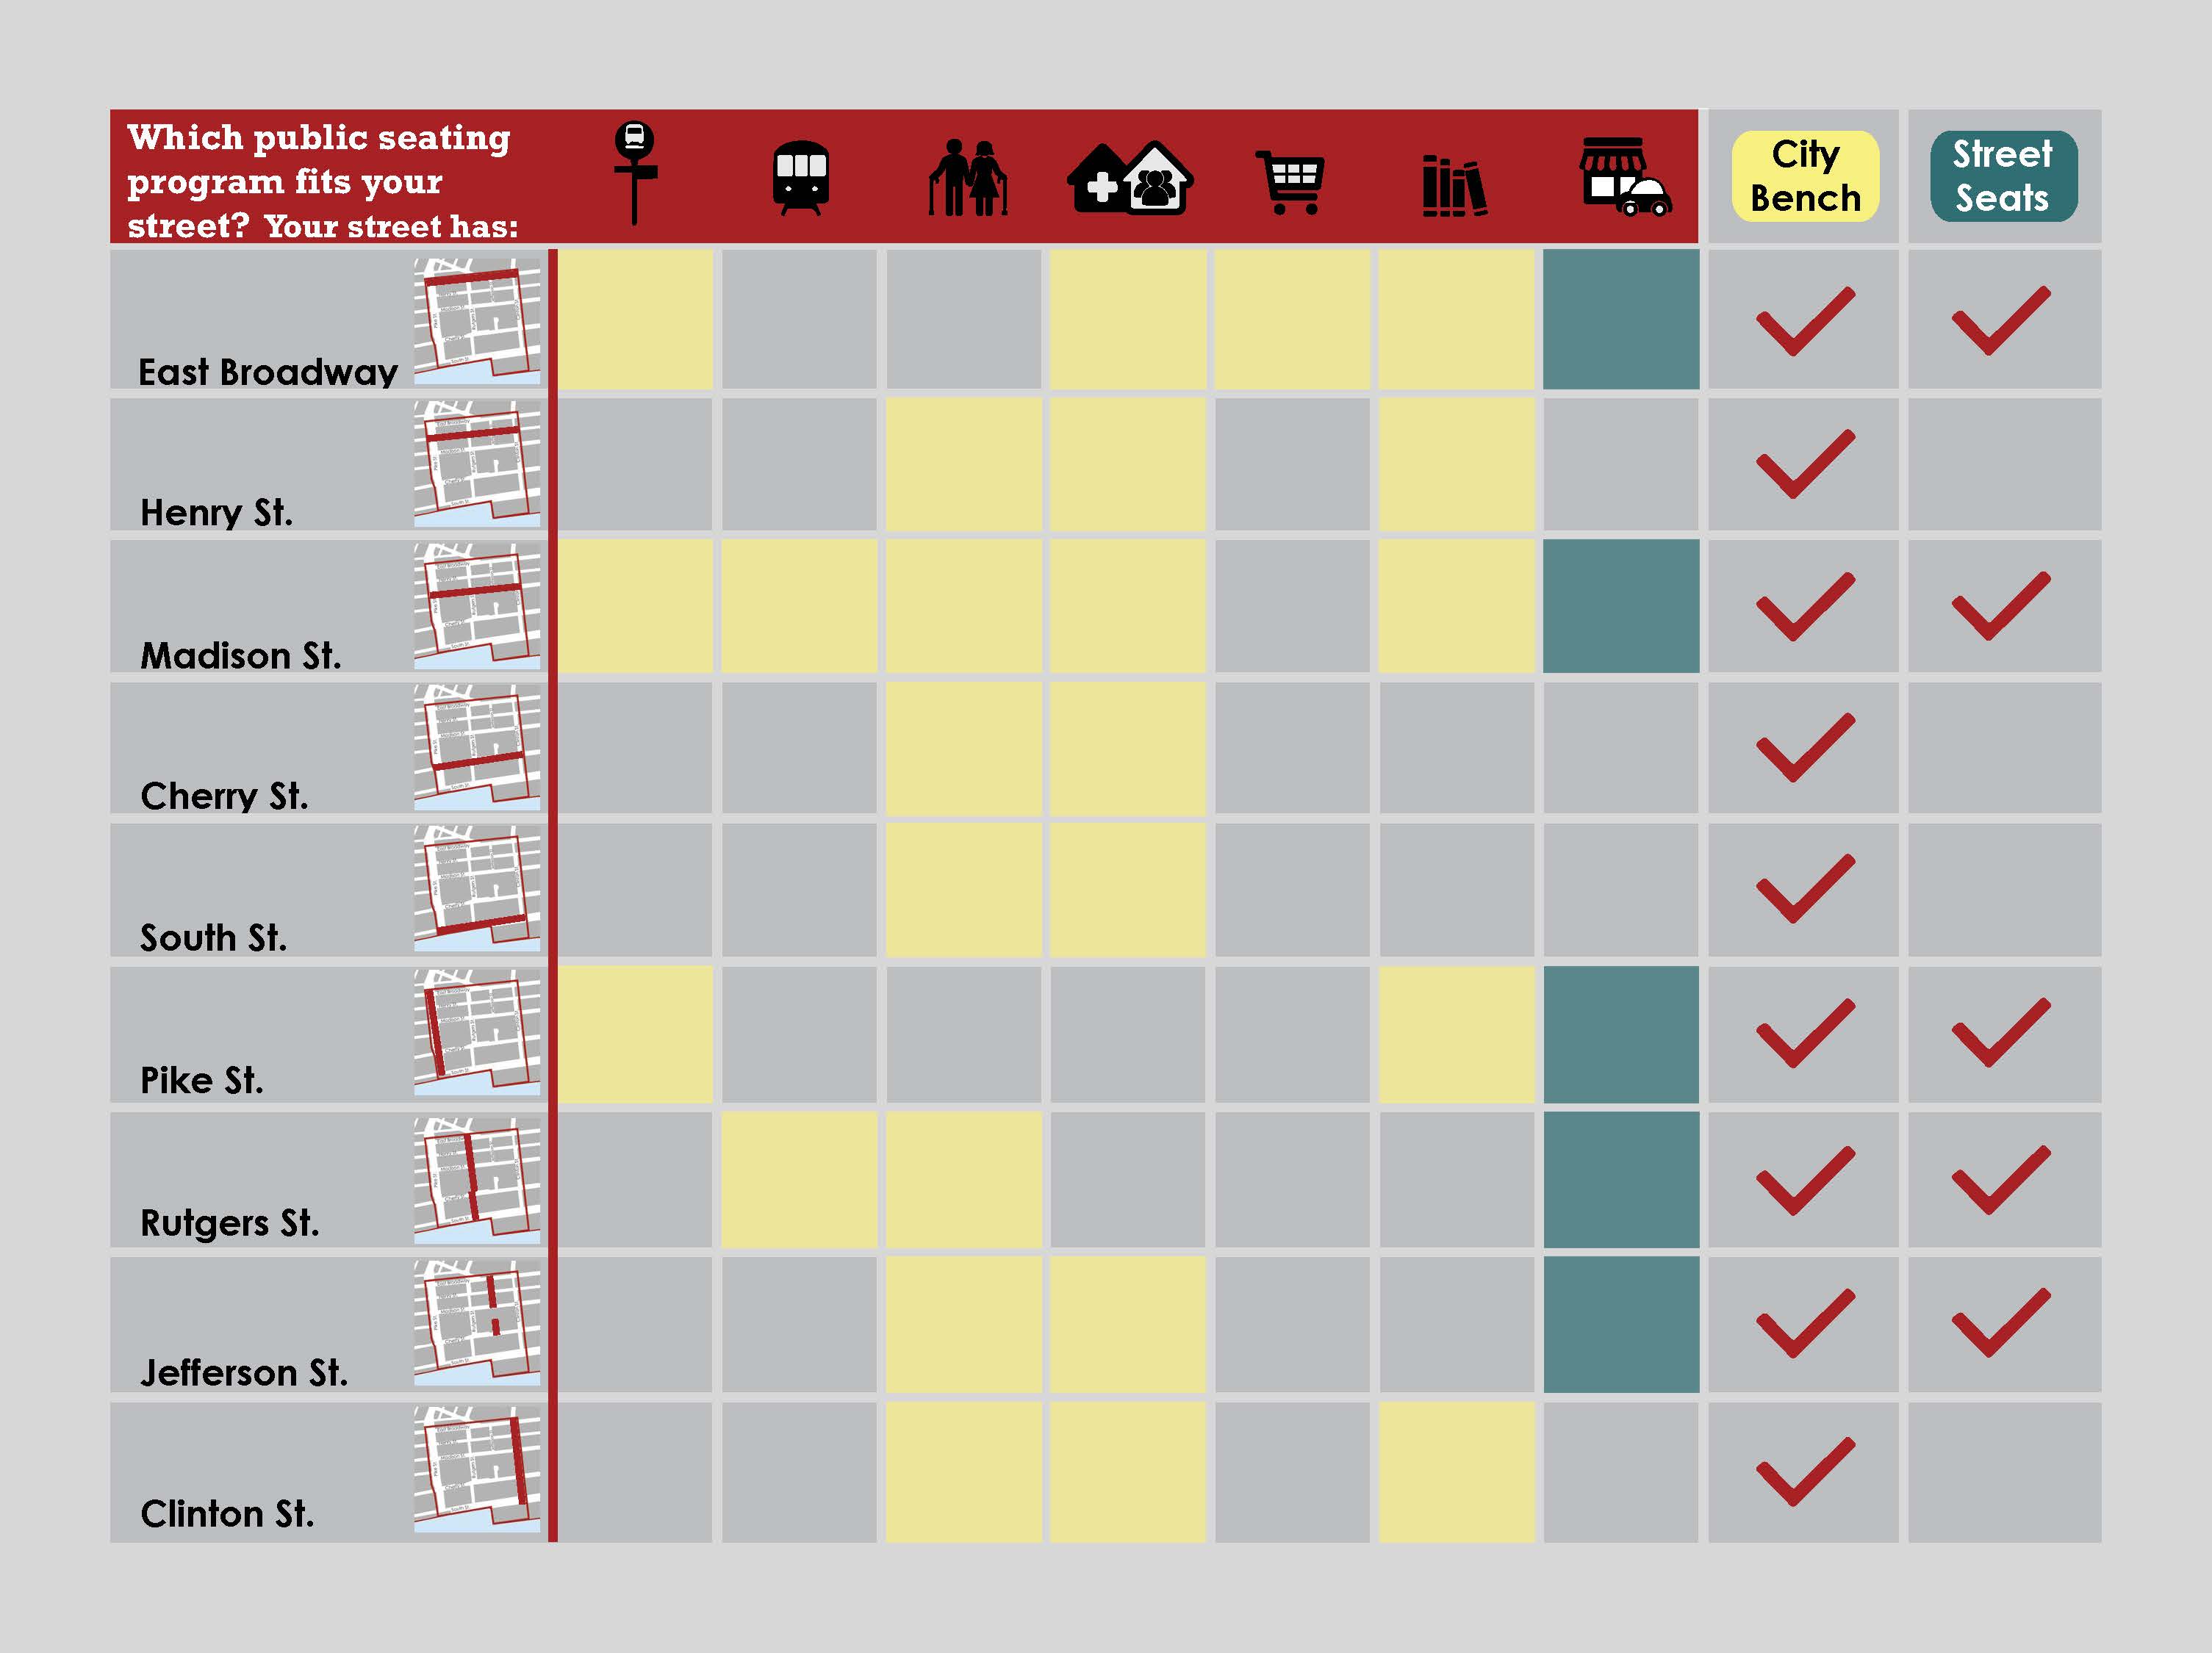 Which public seating
program fits your
street? Your street has:
City
Bench
Street
Seats
East Broadway
Henry St.
Madison St.
Cherry St.
South St.
Pike St.
Rutgers St.
Jefferson St.
Clinton St.